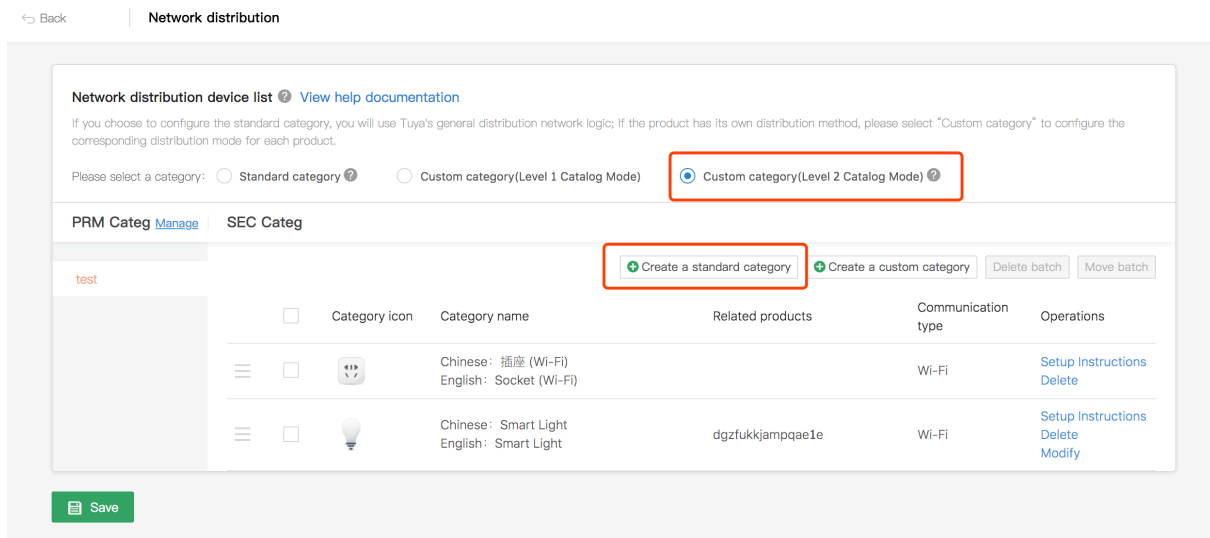 Back
Network distribution
Network distribution device list ? View help documentation
If you choose to configure the standard category, you will use Tuya's general distribution network logic; If the product has its own distribution method, please select "Custom category" to configure the
corresponding distribution mode for each product.
Please select a category: Standard category ? Custom category(Level 1 Catalog Mode) Custom category(Level 2 Catalog Mode) ?
PRM Categ Manage SEC Categ
test
Create a standard category Create a custom category Delete batch Move batch
Category icon Category name Related products Communication type Operations
Chinese：插座 (Wi-Fi)
English：Socket (Wi-Fi)
Wi-Fi
Setup Instructions
Delete
Chinese：Smart Light
English：Smart Light
dgzfukkjampqae1e
Wi-Fi
Setup Instructions
Delete
Modify
Save